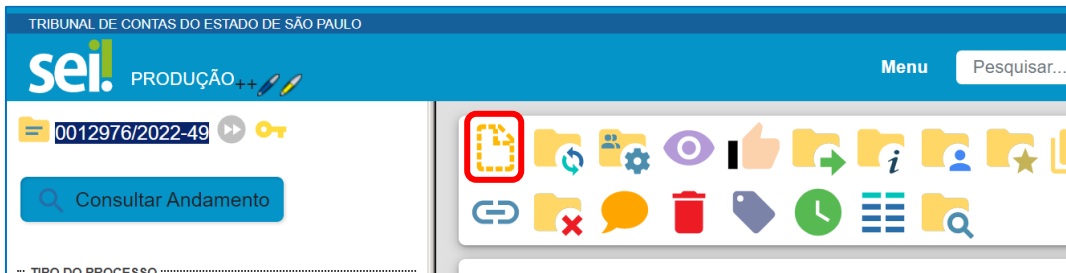 TRIBUNAL DE CONTAS DO ESTADO DE SÃO PAULO
sei! PRODUÇÃO++
Menu
Pesquisar...
0012976/2022-49
Consultar Andamento
TIPO DO PROCESSO